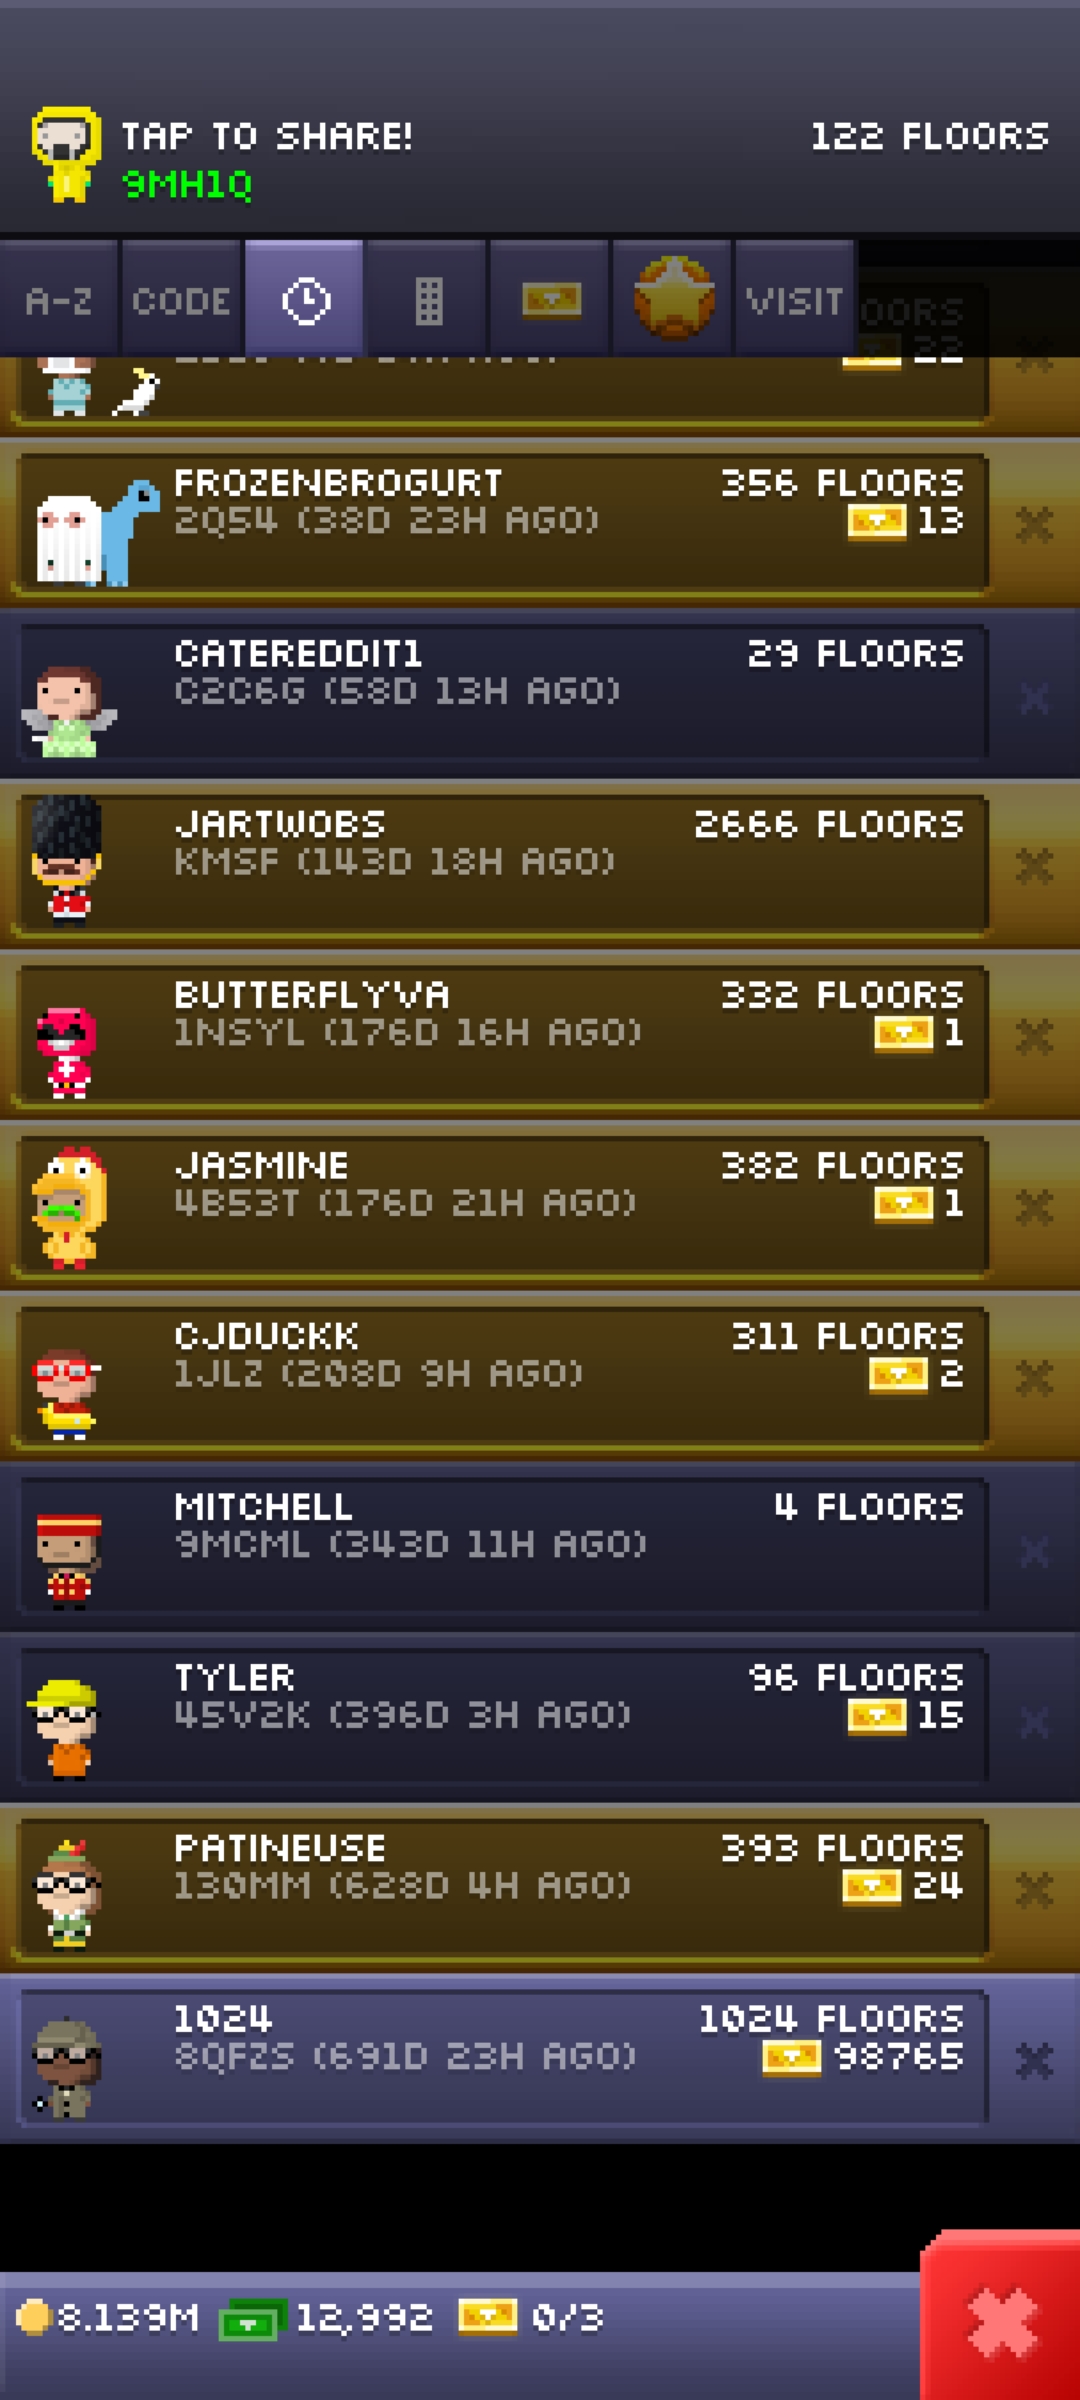 TAP TO SHARE!
122 FLOORS
9MH1Q
A-Z CODE VISIT
22
FROZENBROGURT
356 FLOORS
2Q54 (38D 23H AGO)
13
CATEREDDIT1
29 FLOORS
C2C6G (58D 13H AGO)
JARTWOBS
2666 FLOORS
KMSF (143D 18H AGO)
BUTTERFLYVA
332 FLOORS
1NSYL (176D 16H AGO)
1
JASMINE
382 FLOORS
4B53T (176D 21H AGO)
1
CJDUCKK
311 FLOORS
1JLZ (208D 9H AGO)
2
MITCHELL
4 FLOORS
9MCML (343D 11H AGO)
TYLER
96 FLOORS
45V2K (396D 3H AGO)
15
PATINEUSE
393 FLOORS
130MM (628D 4H AGO)
24
1024
1024 FLOORS
8QFZS (691D 23H AGO)
98765
8.139M 12,992 0/3